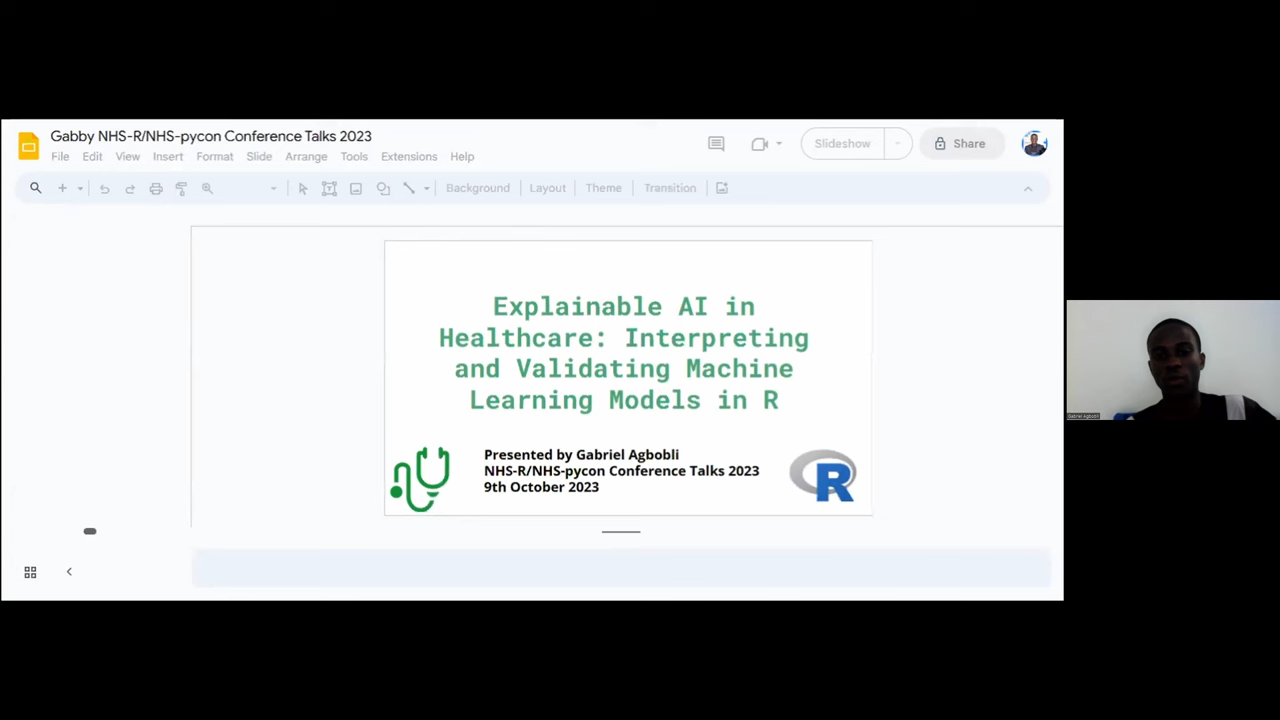 Gabby NHS-R/NHS-pycon Conference Talks 2023
File Edit View Insert Format Slide Arrange Tools Extensions Help
Slideshow
Share
Background Layout Theme Transition
Explainable AI in
Healthcare: Interpreting
and Validating Machine
Learning Models in R
Presented by Gabriel Agbobli
NHS-R/NHS-pycon Conference Talks 2023
9th October 2023
R
Gabriel Agbobli